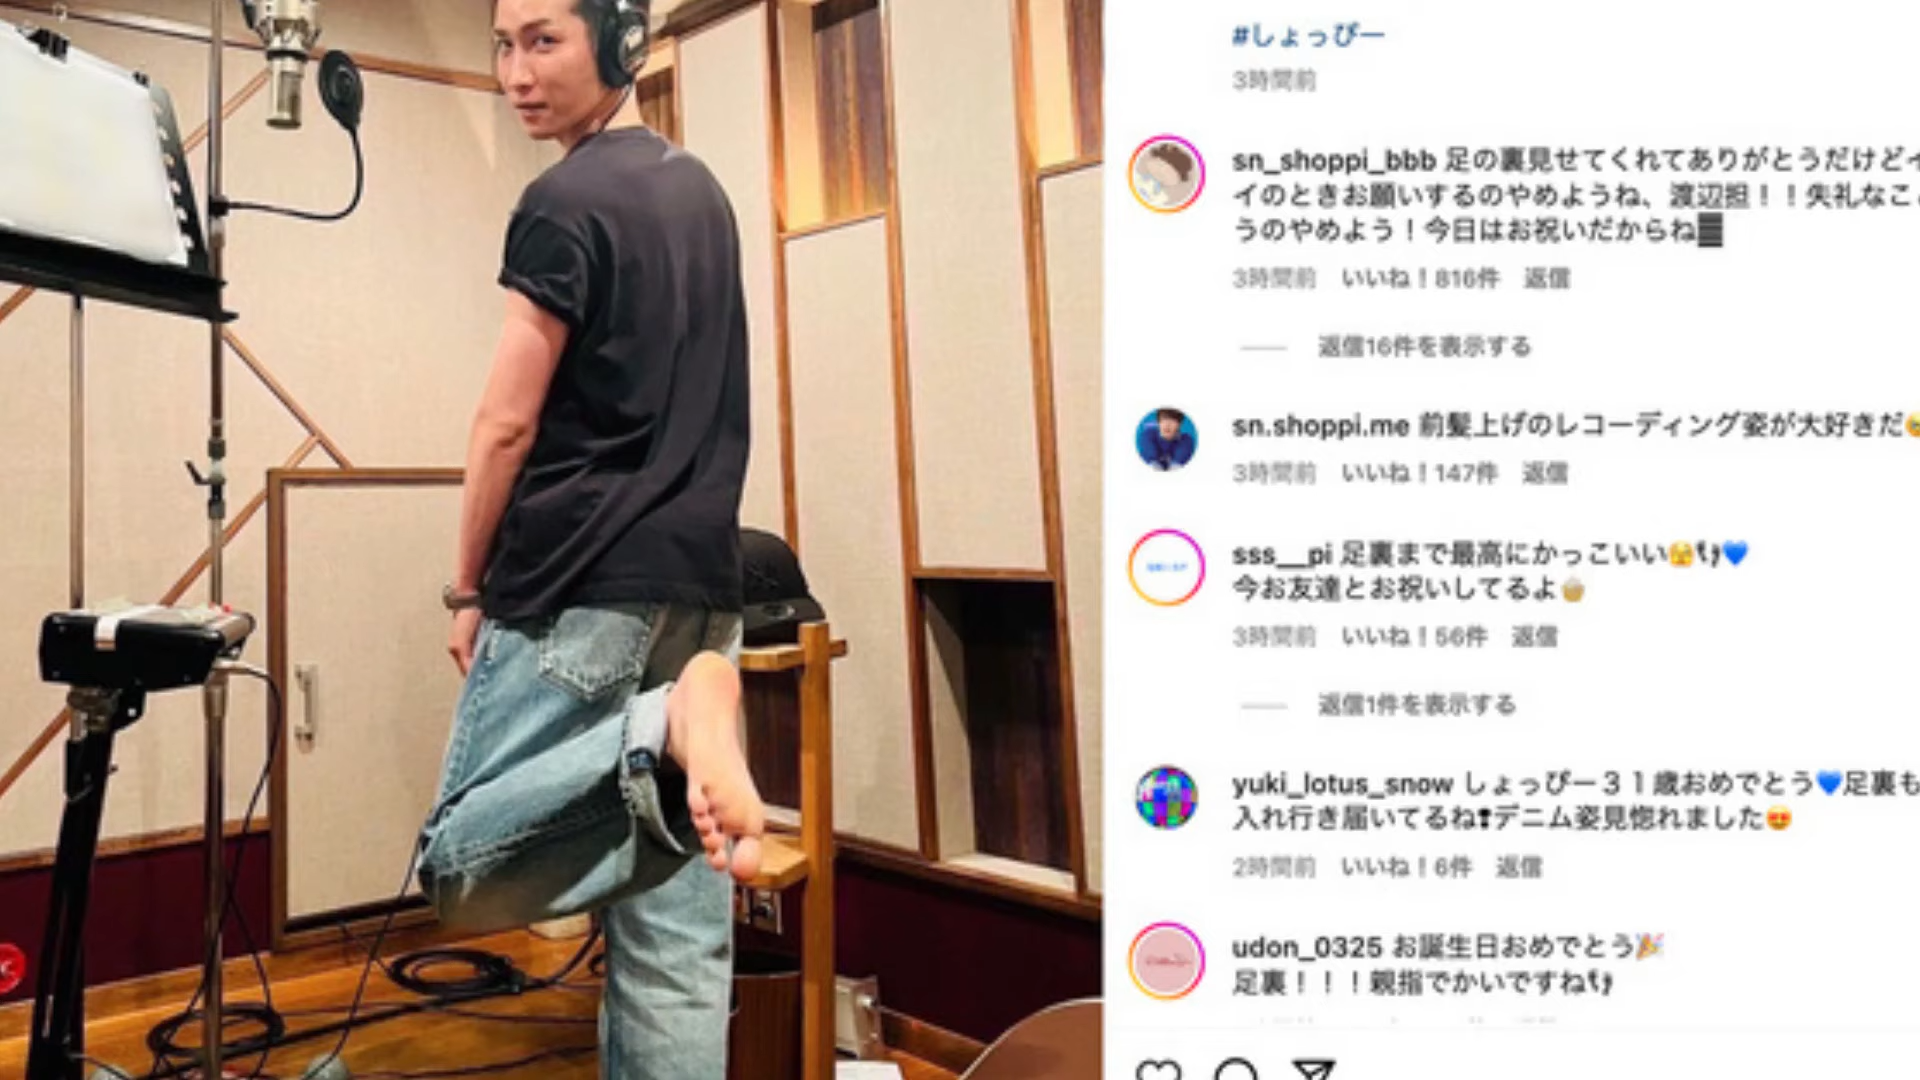 #しょっぴー
3時間前
sn_shoppi_bbb 足の裏見せてくれてありがとうだけどイ
イのときお願いするのやめようね、渡辺担！！失礼なこ
うのやめよう！今日はお祝いだからね
3時間前 いいね！816件 返信
返信16件を表示する
sn.shoppi.me 前髪上げのレコーディング姿が大好きだ
3時間前 いいね！147件 返信
sss__pi 足裏まで最高にかっこいい🫣👣💙
今お友達とお祝いしてるよ
3時間前 いいね！56件 返信
返信1件を表示する
yuki_lotus_snow しょっぴー３１歳おめでとう💙足裏も
入れ行き届いてるね❣デニム姿見惚れました😍
2時間前 いいね！6件 返信
udon_0325 お誕生日おめでとう🎉
足裏！！！親指でかいですね👣